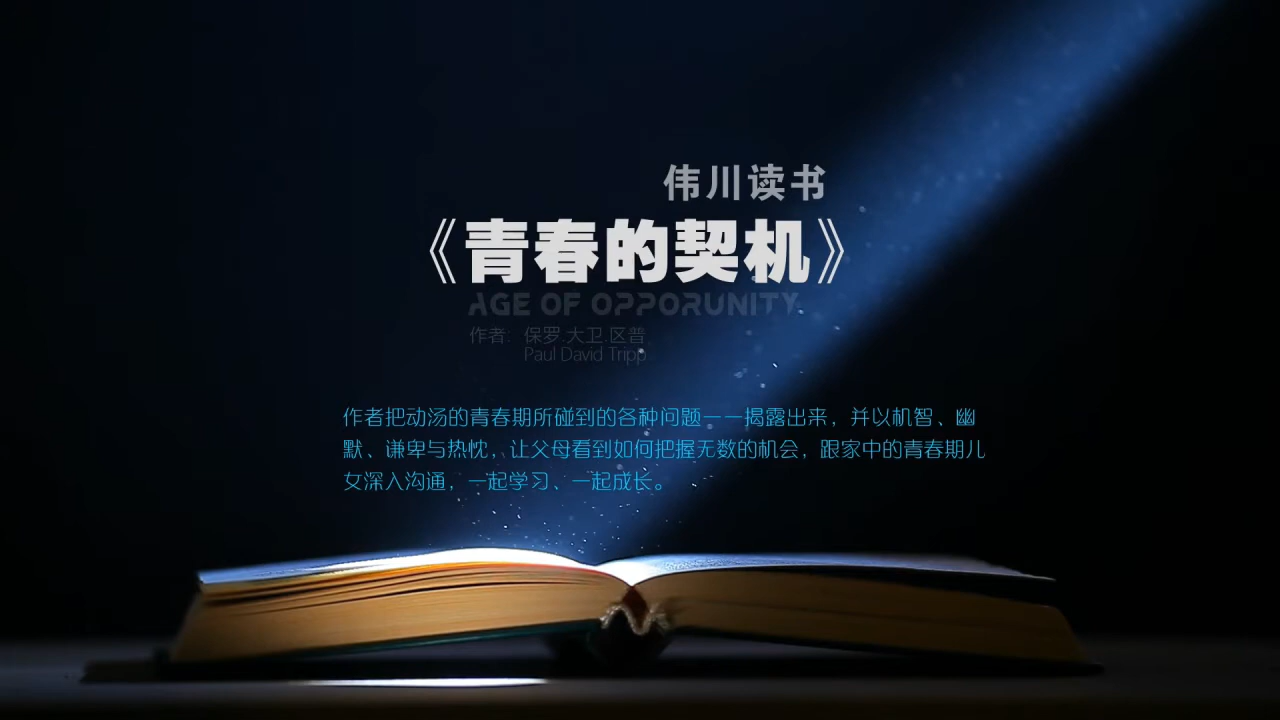 伟川读书
《青春的契机》
AGE OF OPPORUNITY
作者: 保罗.大卫.区普
Paul David Tripp
作者把动汤的青春期所碰到的各种问题一一揭露出来，并以机智、幽
默、谦卑与热忱，让父母看到如何把握无数的机会，跟家中的青春期儿
女深入沟通，一起学习、一起成长。